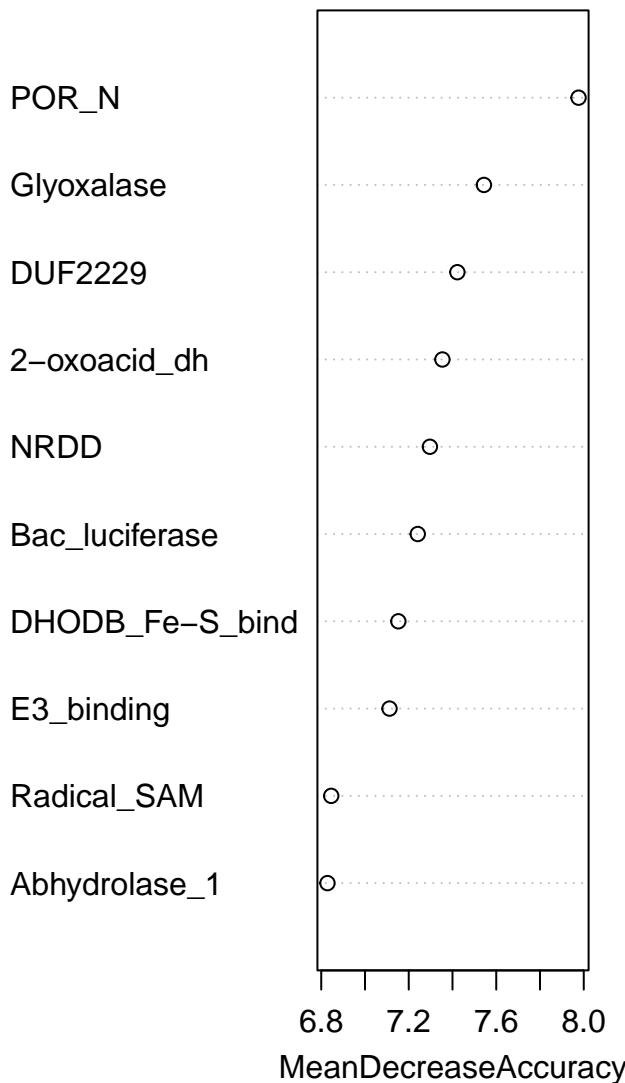 POR_N
Glyoxalase
DUF2229
2−oxoacid_dh
NRDD
Bac_luciferase
DHODB_Fe−S_bind
E3_binding
Radical_SAM
Abhydrolase_1
6.8 7.2 7.6 8.0
MeanDecreaseAccuracy